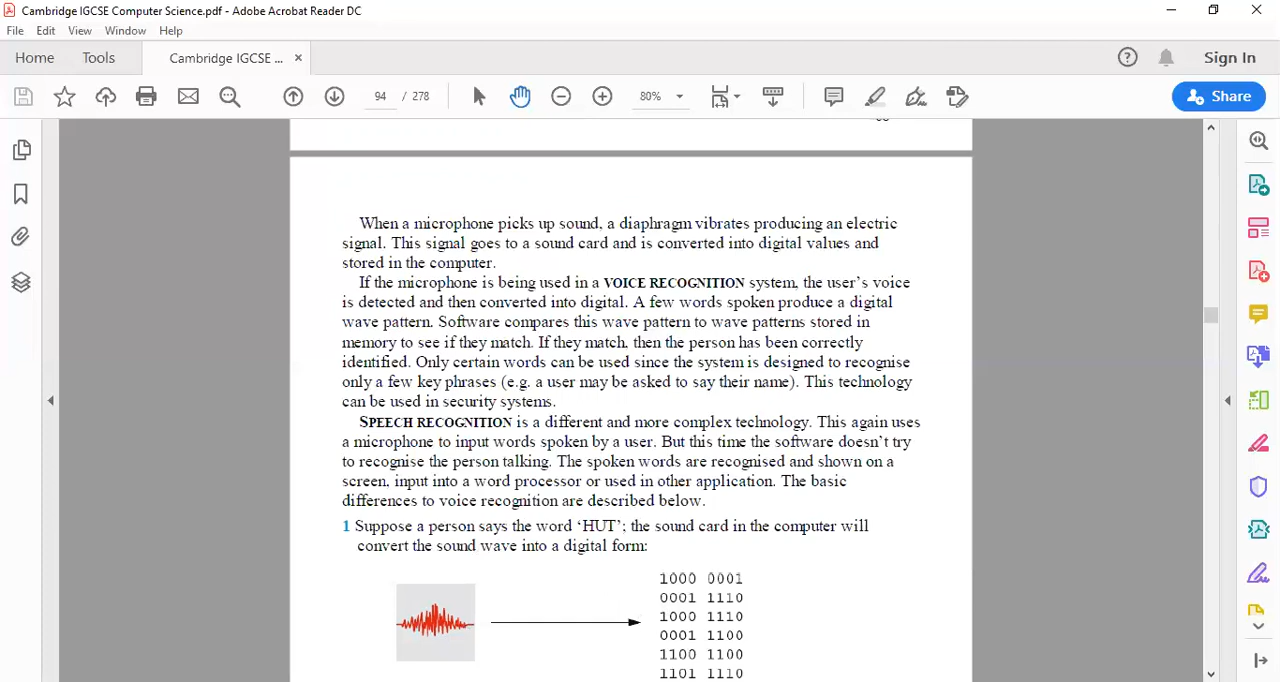 Cambridge IGCSE Computer Science.pdf - Adobe Acrobat Reader DC
File Edit View Window Help
Home Tools Cambridge IGCSE ... × Sign In
94 / 278 80% Share
When a microphone picks up sound, a diaphragm vibrates producing an electric
signal. This signal goes to a sound card and is converted into digital values and
stored in the computer.
If the microphone is being used in a VOICE RECOGNITION system, the user's voice
is detected and then converted into digital. A few words spoken produce a digital
wave pattern. Software compares this wave pattern to wave patterns stored in
memory to see if they match. If they match, then the person has been correctly
identified. Only certain words can be used since the system is designed to recognise
only a few key phrases (e.g. a user may be asked to say their name). This technology
can be used in security systems.
SPEECH RECOGNITION is a different and more complex technology. This again uses
a microphone to input words spoken by a user. But this time the software doesn't try
to recognise the person talking. The spoken words are recognised and shown on a
screen, input into a word processor or used in other application. The basic
differences to voice recognition are described below.
1 Suppose a person says the word 'HUT'; the sound card in the computer will
convert the sound wave into a digital form:
1000 0001
0001 1110
1000 1110
0001 1100
1100 1100
1101 1110